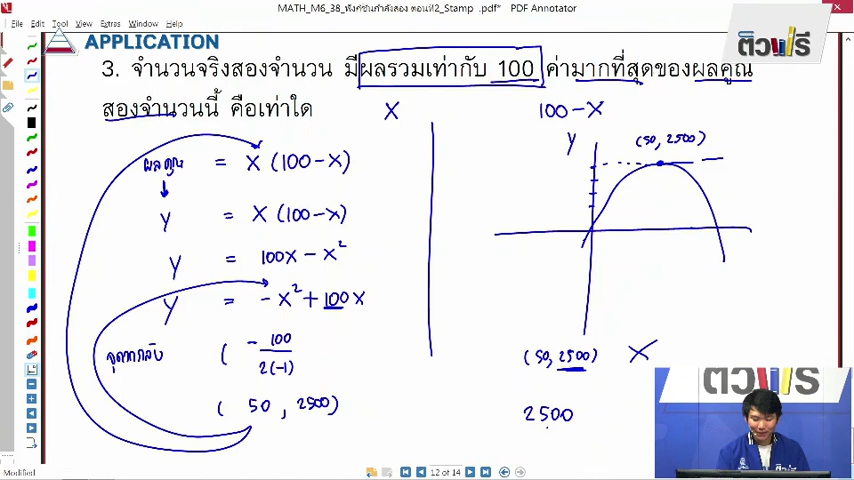 MATH_M6_38_ฟังก์ชันกำลังสอง ตอนที่2_Stamp .pdf* - PDF Annotator
File Edit Tool View Extras Window Help
APPLICATION
ติวฟรี
3. จำนวนจริงสองจำนวน มีผลรวมเท่ากับ 100 ค่ามากที่สุดของผลคูณ
สองจำนวนนี้ คือเท่าใด
x 100-x
ผลคูณ = x (100-x)
y = x (100-x)
y = 100x - x²
y = -x² + 100x
จุดวกกลับ ( - 100/2(-1)
( 50 , 2500)
y
(50, 2500)
(50, 2500) x
2500
Modified
12 of 14
ติวฟรี